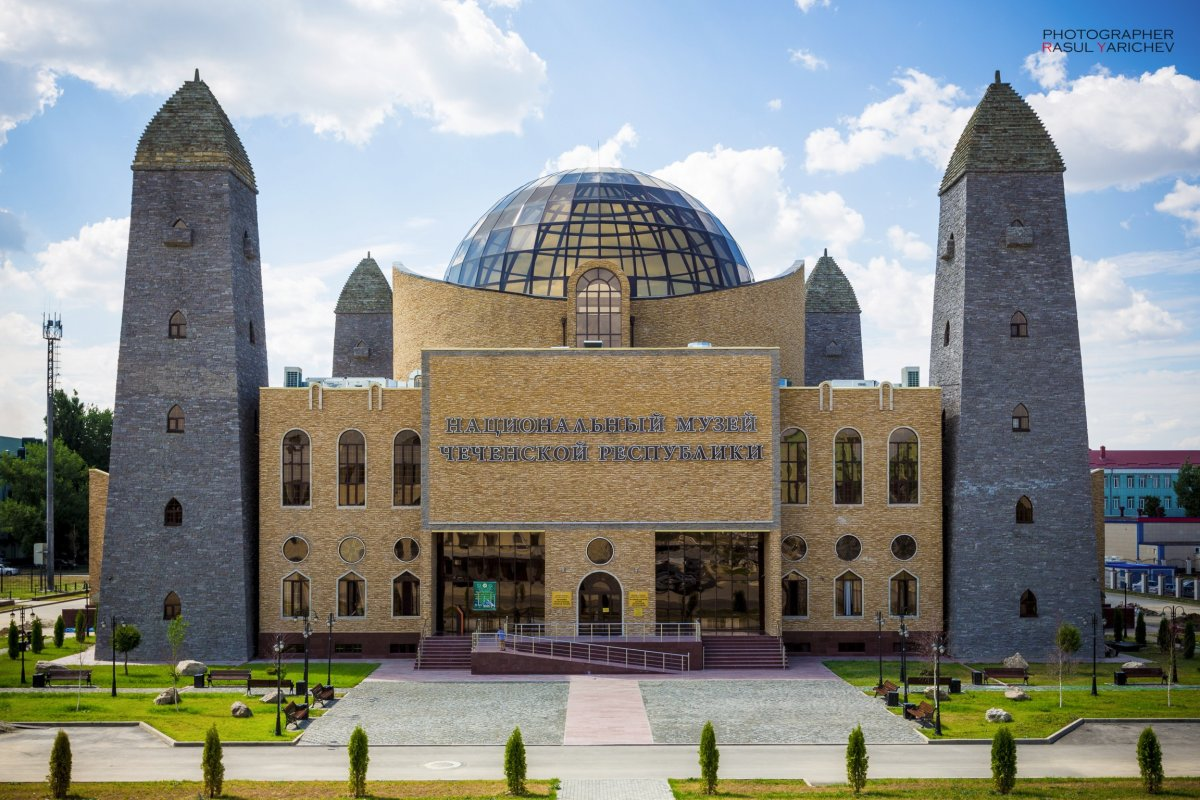 PHOTOGRAPHER
RASUL YARICHEV
НАЦИОНАЛЬНЫЙ МУЗЕЙ
ЧЕЧЕНСКОЙ РЕСПУБЛИКИ